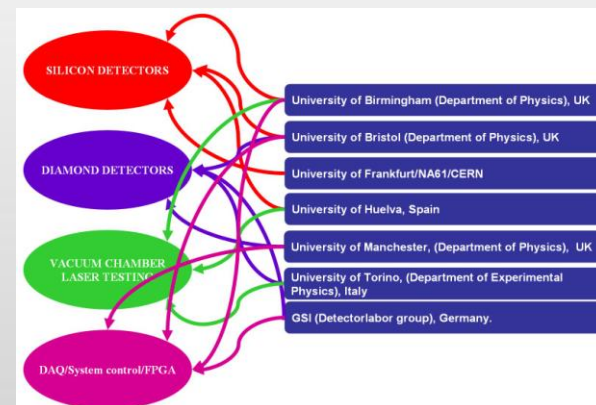 SILICON DETECTORS
DIAMOND DETECTORS
VACUUM CHAMBER
LASER TESTING
DAQ/System control/FPGA
University of Birmingham (Department of Physics), UK
University of Bristol (Department of Physics), UK
University of Frankfurt/NA61/CERN
University of Huelva, Spain
University of Manchester, (Department of Physics), UK
University of Torino, (Department of Experimental
Physics), Italy
GSI (Detectorlabor group), Germany.